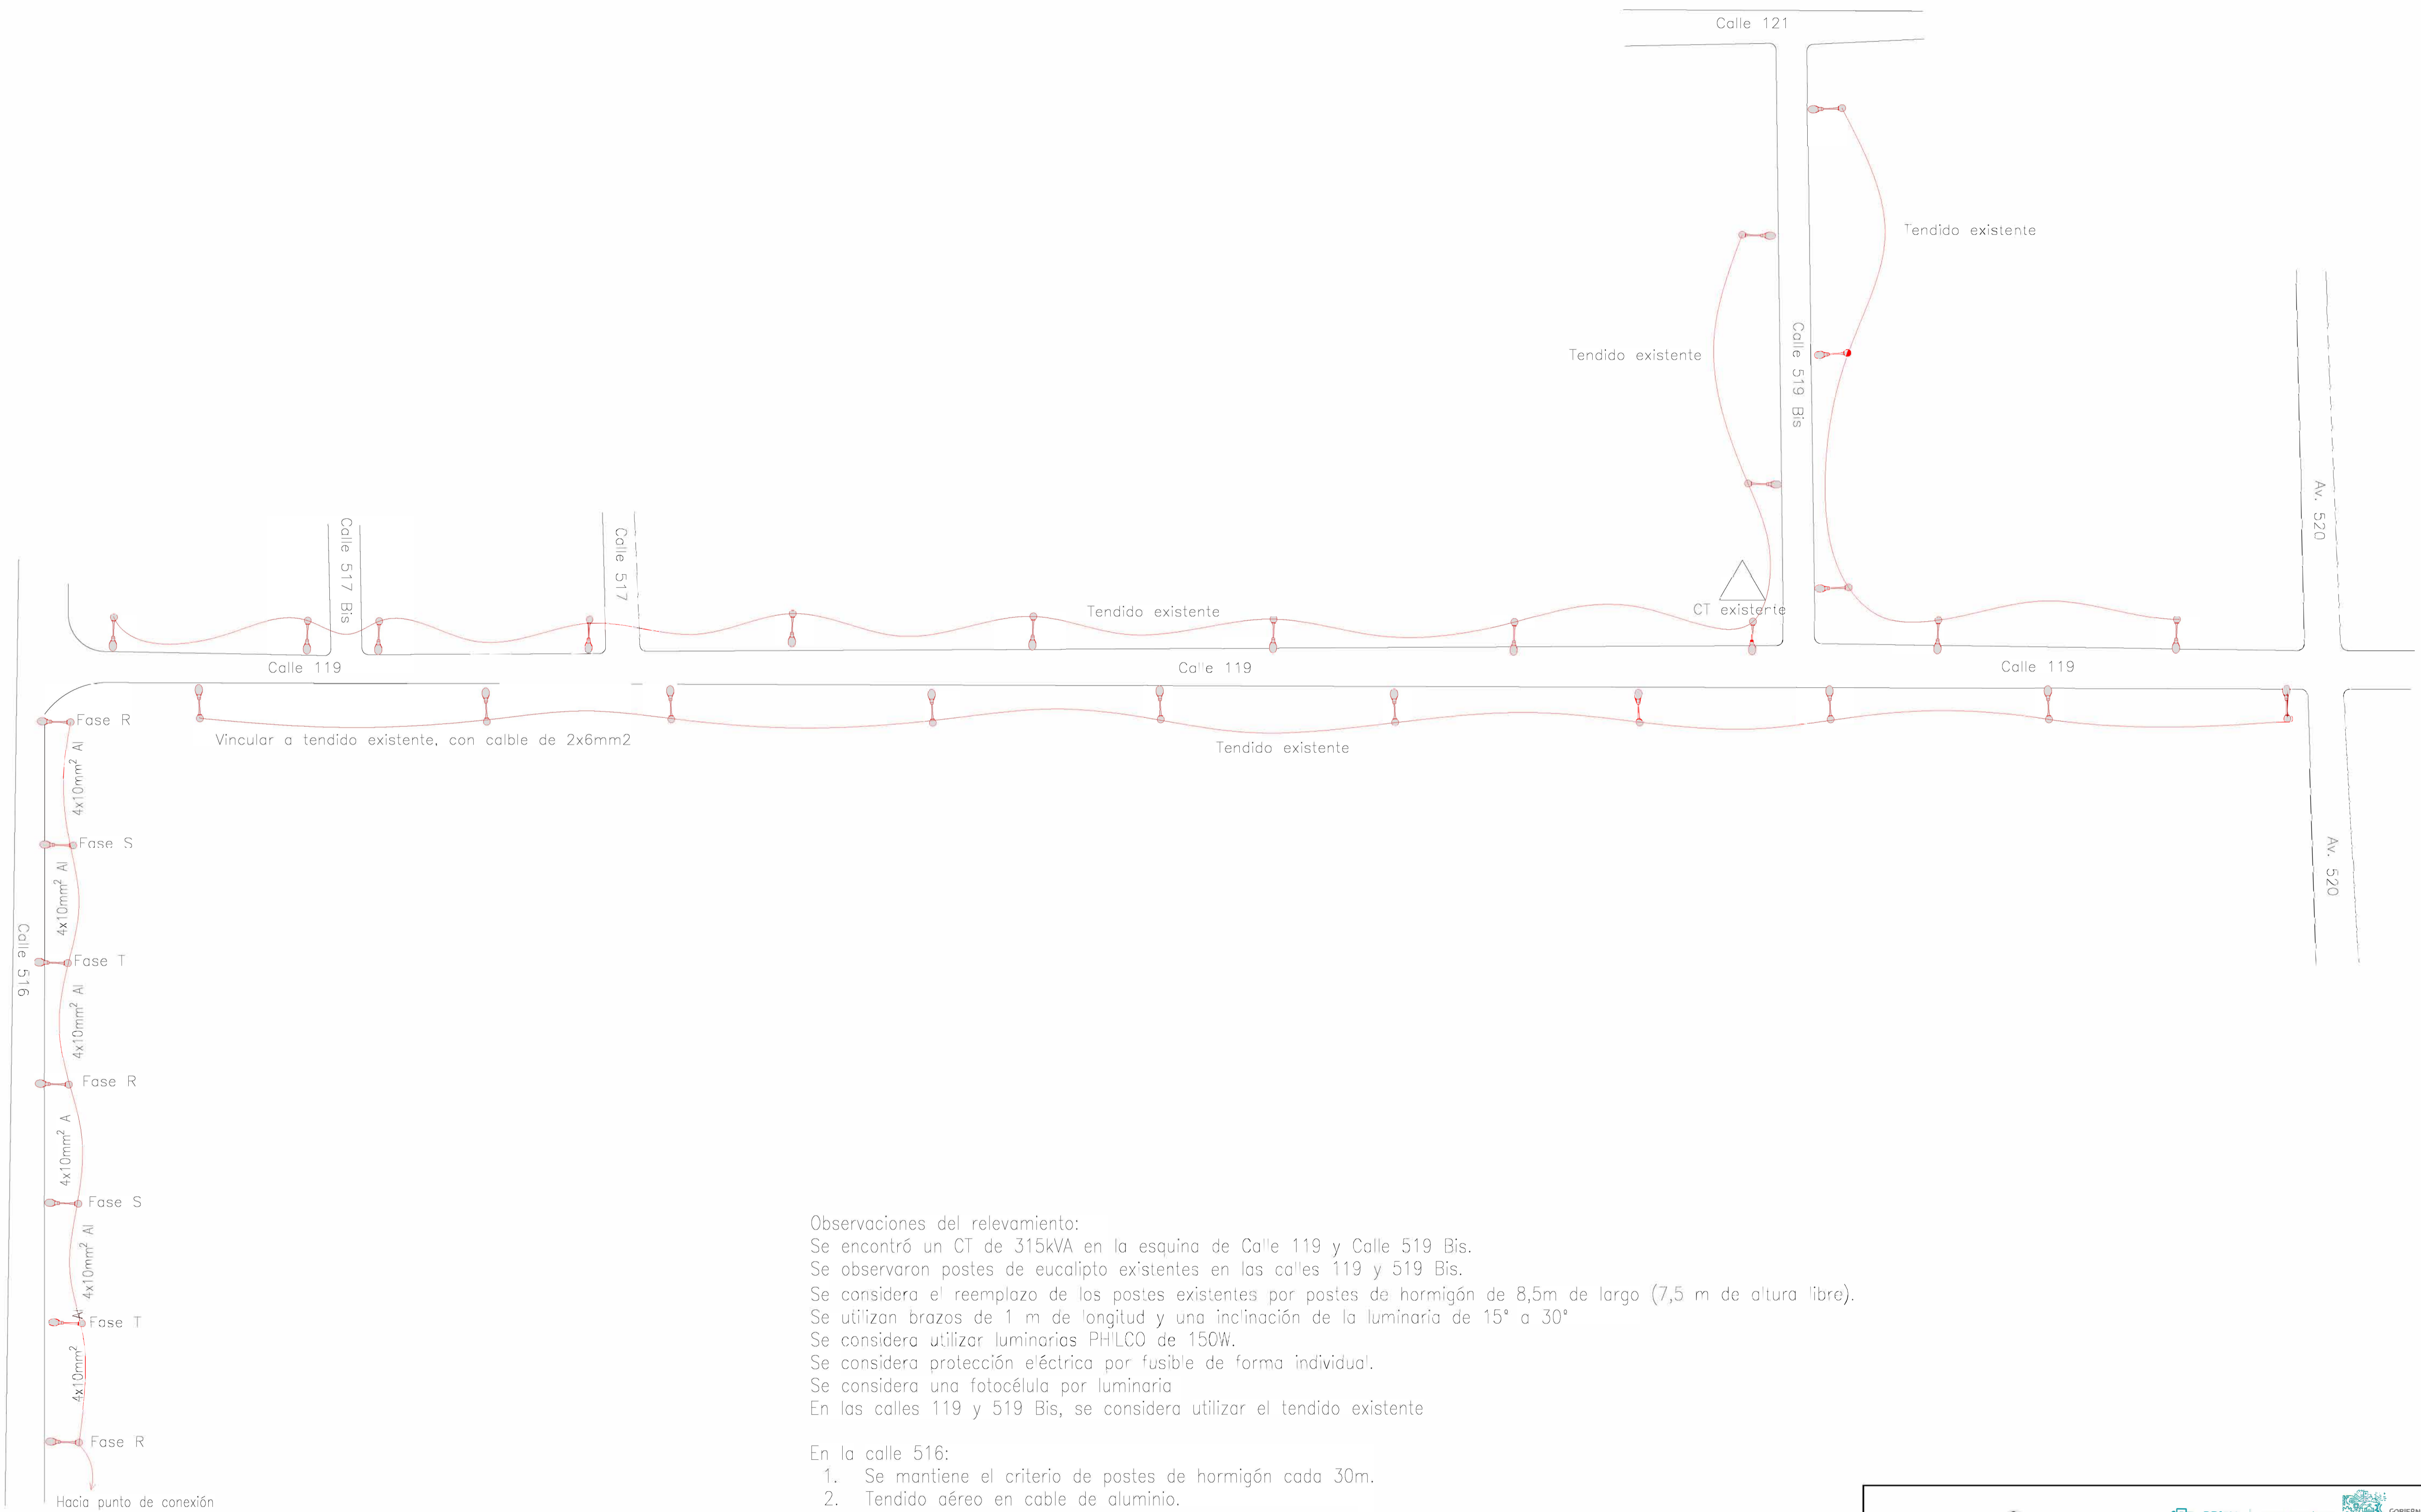 Calle 121
Tendido existente
Tendido existente
Calle 519 Bis
Av. 520
Calle 517 Bis
Calle 517
Tendido existente
CT existente
Calle 119
Calle 119
Calle 119
Fase R
Vincular a tendido existente, con calble de 2x6mm2
Tendido existente
4x10mm² Al
Fase S
4x10mm² Al
Av. 520
Calle 516
Fase T
4x10mm² Al
Fase R
4x10mm² A
Fase S
4x10mm² Al
Fase T
4x10mm² Al
Fase R
Hacia punto de conexión
Observaciones del relevamiento:
Se encontró un CT de 315kVA en la esquina de Calle 119 y Calle 519 Bis.
Se observaron postes de eucalipto existentes en las calles 119 y 519 Bis.
Se considera el reemplazo de los postes existentes por postes de hormigón de 8,5m de largo (7,5 m de altura libre).
Se utilizan brazos de 1 m de longitud y una inclinación de la luminaria de 15° a 30°
Se considera utilizar luminarias PHILCO de 150W.
Se considera protección eléctrica por fusible de forma individual.
Se considera una fotocélula por luminaria
En las calles 119 y 519 Bis, se considera utilizar el tendido existente
En la calle 516:
1. Se mantiene el criterio de postes de hormigón cada 30m.
2. Tendido aéreo en cable de aluminio.